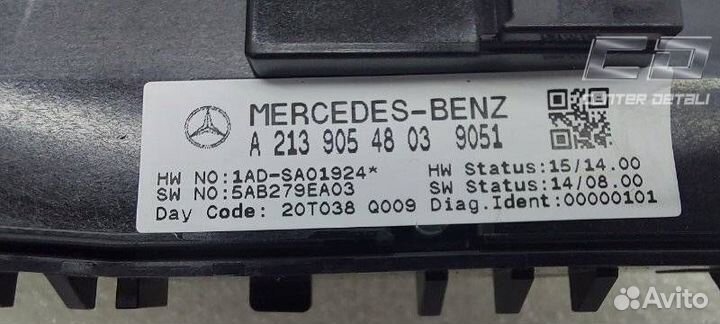 CENTER DETALI
MERCEDES-BENZ
A 213 905 48 03 9051
HW NO:1AD-SA01924*
HW Status:15/14.00
SW NO:5AB279EA03
SW Status:14/08.00
Day Code: 20T038 Q009
Diag.Ident:00000101
Avito